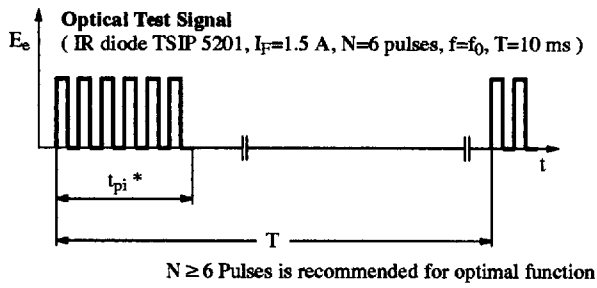 Optical Test Signal
( IR diode TSIP 5201, I_F=1.5 A, N=6 pulses, f=f_0, T=10 ms )
E_e
t
t_pi *
T
N ≥ 6 Pulses is recommended for optimal function